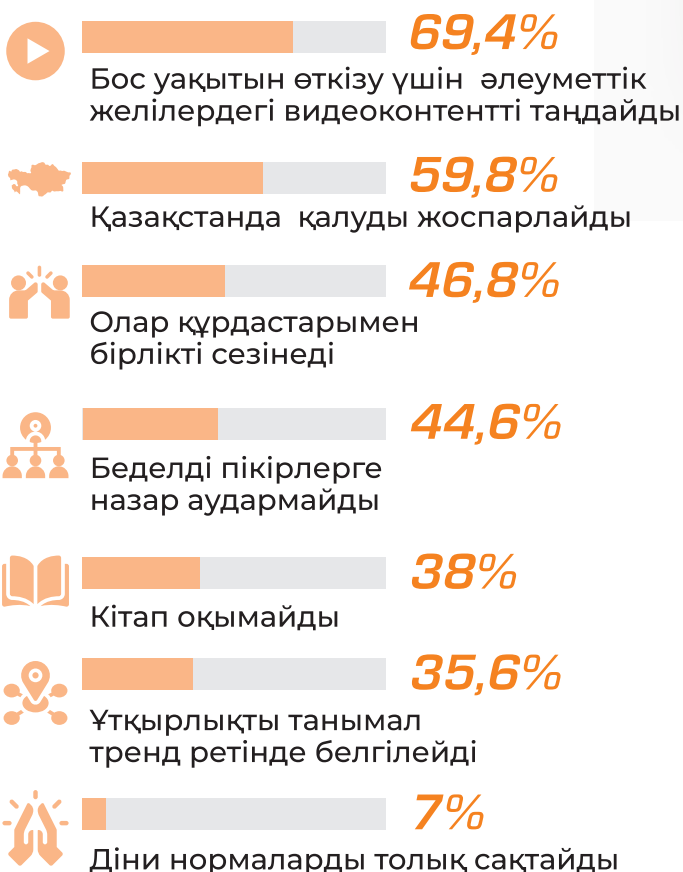 69,4%
Бос уақытын өткізу үшін әлеуметтік
желілердегі видеоконтентті таңдайды
59,8%
Қазақстанда қалуды жоспарлайды
46,8%
Олар құрдастарымен
бірлікті сезінеді
44,6%
Беделді пікірлерге
назар аудармайды
38%
Кітап оқымайды
35,6%
Ұтқырлықты танымал
тренд ретінде белгілейді
7%
Діни нормаларды толық сақтайды